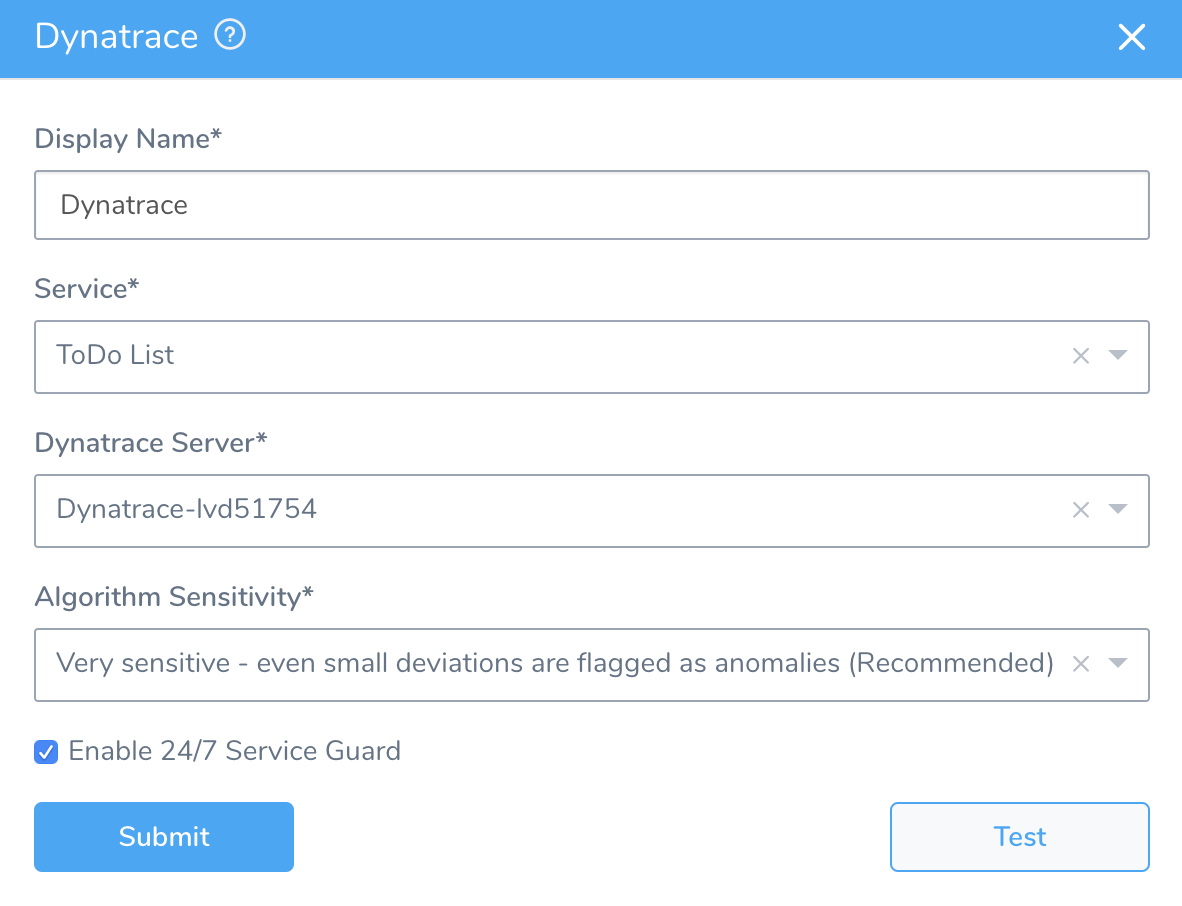 Dynatrace ?
Display Name*
Dynatrace
Service*
ToDo List
Dynatrace Server*
Dynatrace-lvd51754
Algorithm Sensitivity*
Very sensitive - even small deviations are flagged as anomalies (Recommended)
Enable 24/7 Service Guard
Submit
Test